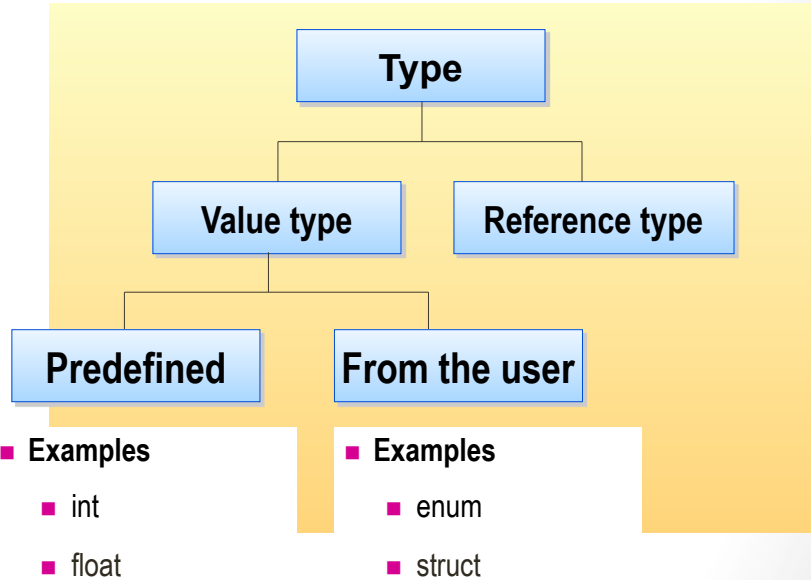 Type
Value type
Reference type
Predefined
From the user
Examples
int
float
Examples
enum
struct